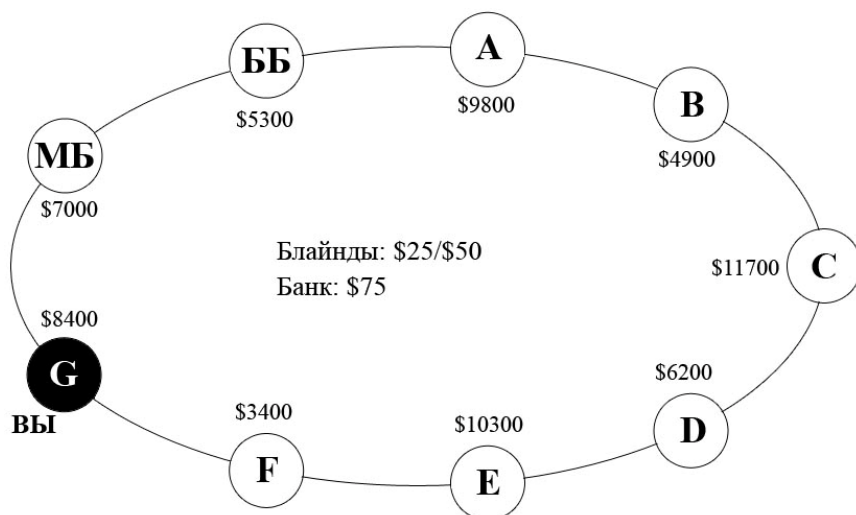 ББ
$5300
A
$9800
B
$4900
МБ
$7000
C
$11700
Блайнды: $25/$50
Банк: $75
$8400
G
ВЫ
$3400
F
$10300
E
$6200
D